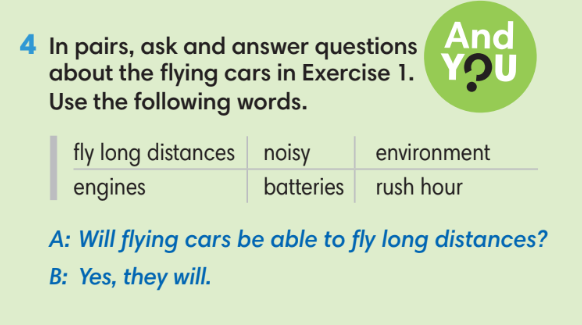 4 In pairs, ask and answer questions
about the flying cars in Exercise 1.
Use the following words.
And
YOU
?
fly long distances noisy environment
engines batteries rush hour
A: Will flying cars be able to fly long distances?
B: Yes, they will.